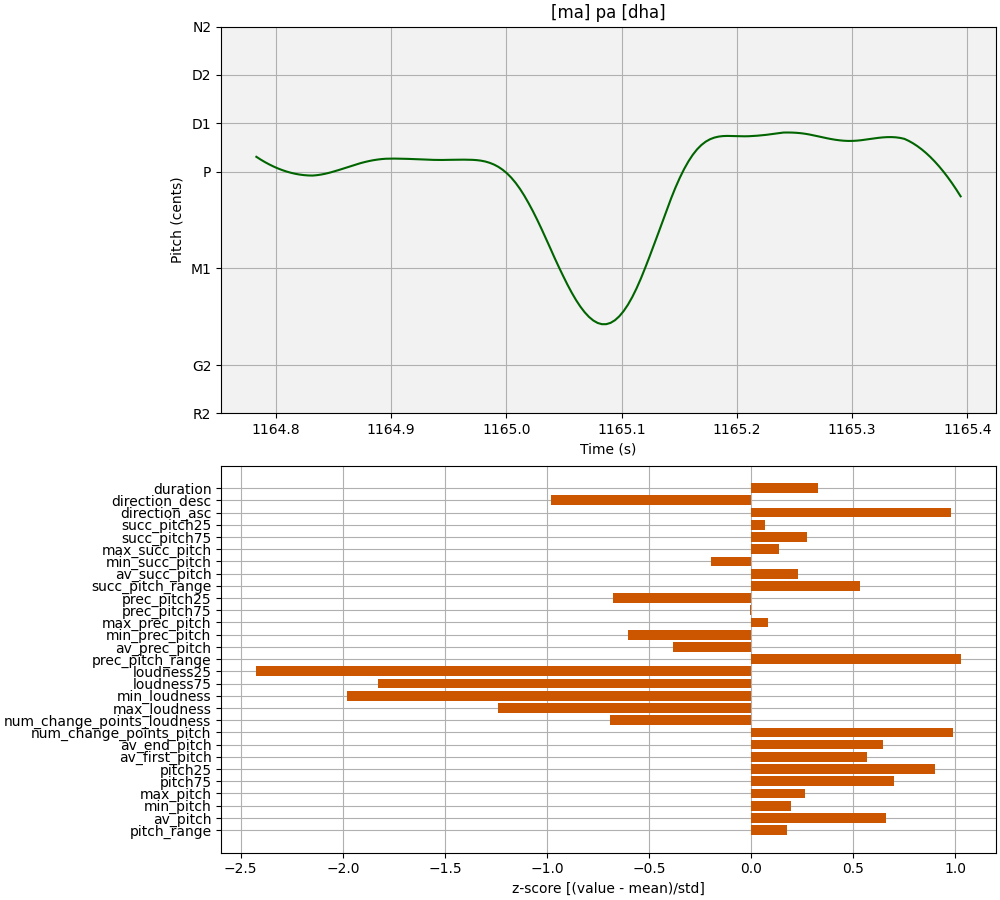 [ma] pa [dha]
N2
D2
D1
P
M1
G2
R2
Pitch (cents)
1164.8 1164.9 1165.0 1165.1 1165.2 1165.3 1165.4
Time (s)
duration
direction_desc
direction_asc
succ_pitch25
succ_pitch75
max_succ_pitch
min_succ_pitch
av_succ_pitch
succ_pitch_range
prec_pitch25
prec_pitch75
max_prec_pitch
min_prec_pitch
av_prec_pitch
prec_pitch_range
loudness25
loudness75
min_loudness
max_loudness
num_change_points_loudness
num_change_points_pitch
av_end_pitch
av_first_pitch
pitch25
pitch75
max_pitch
min_pitch
av_pitch
pitch_range
−2.5 −2.0 −1.5 −1.0 −0.5 0.0 0.5 1.0
z-score [(value - mean)/std]